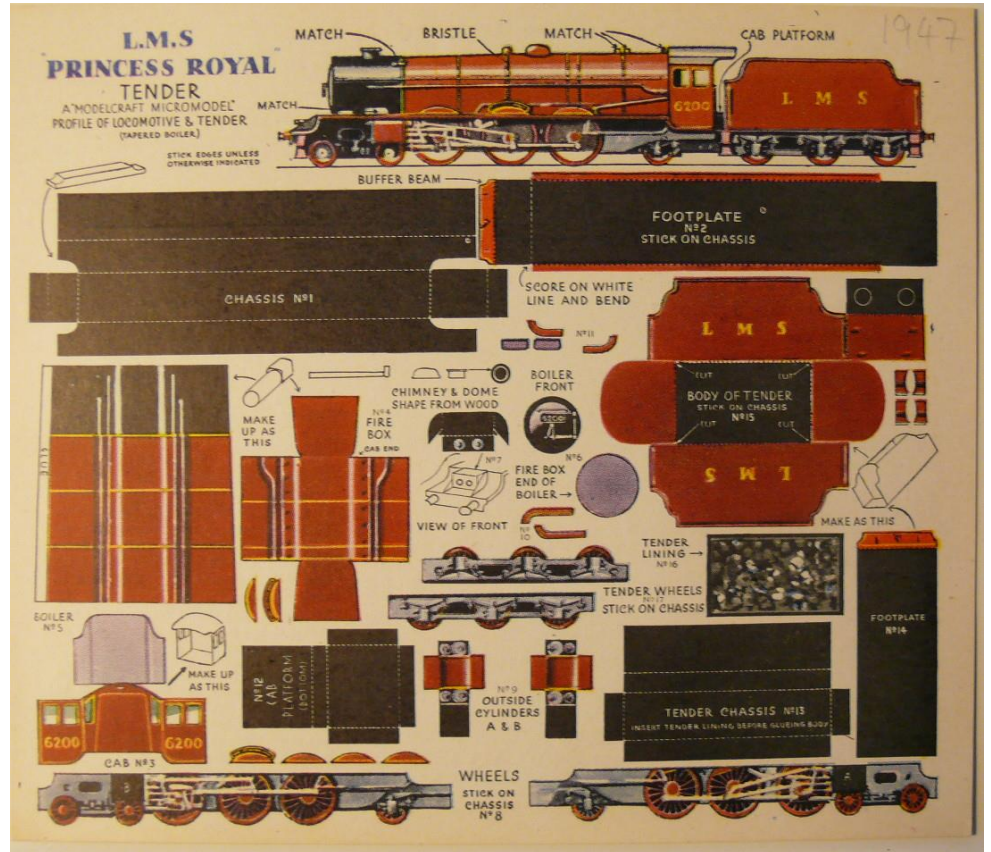 1947
L.M.S
"PRINCESS ROYAL"
TENDER
A "MODELCRAFT MICROMODEL"
PROFILE OF LOCOMOTIVE & TENDER
(TAPERED BOILER)
MATCH
BRISTLE
MATCH
CAB PLATFORM
MATCH
6200
L M S
STICK EDGES UNLESS
OTHERWISE INDICATED
BUFFER BEAM
FOOTPLATE
Nº2
STICK ON CHASSIS
CHASSIS Nº1
SCORE ON WHITE
LINE AND BEND
Nº11
L M S
CHIMNEY & DOME
SHAPE FROM WOOD
BOILER
FRONT
6200
Nº6
CUT
CUT
BODY OF TENDER
STICK ON CHASSIS
Nº15
CUT
CUT
L M S
MAKE
UP AS
THIS
Nº4
FIRE
BOX
CAB END
Nº7
VIEW OF FRONT
FIRE BOX
END OF
BOILER
Nº
10
MAKE AS THIS
TENDER
LINING
Nº16
TENDER WHEELS
Nº17
STICK ON CHASSIS
FOOTPLATE
Nº14
BOILER
Nº5
MAKE UP
AS THIS
6200
6200
CAB Nº3
Nº12
CAB
PLATFORM
(BOTTOM)
Nº9
OUTSIDE
CYLINDERS
A & B
TENDER CHASSIS Nº13
INSERT TENDER LINING BEFORE GLUEING BODY
WHEELS
STICK ON
CHASSIS
Nº8
B
A